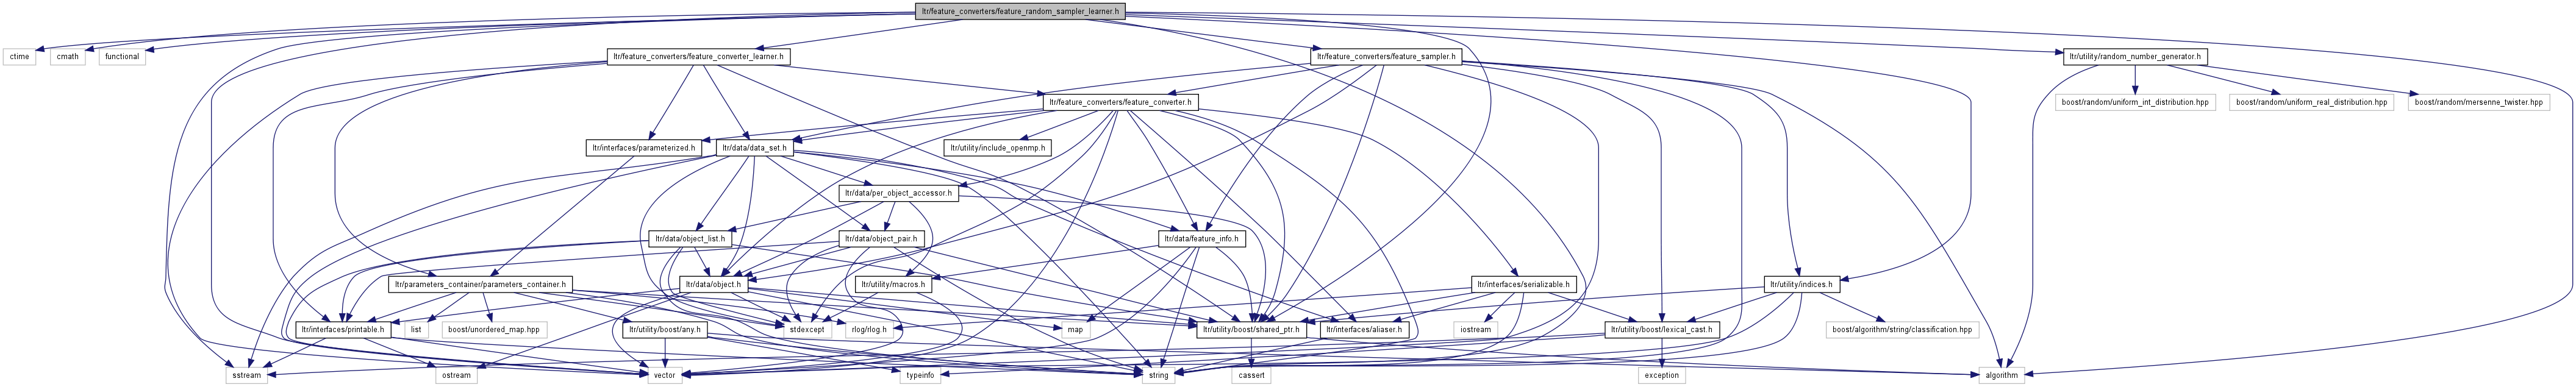 ltr/feature_converters/feature_random_sampler_learner.h
ctime
cmath
functional
ltr/feature_converters/feature_converter_learner.h
ltr/feature_converters/feature_sampler.h
ltr/utility/random_number_generator.h
ltr/feature_converters/feature_converter.h
boost/random/uniform_int_distribution.hpp
boost/random/uniform_real_distribution.hpp
boost/random/mersenne_twister.hpp
ltr/interfaces/parameterized.h
ltr/data/data_set.h
ltr/utility/include_openmp.h
ltr/data/per_object_accessor.h
ltr/data/object_list.h
ltr/data/object_pair.h
ltr/data/feature_info.h
ltr/parameters_container/parameters_container.h
ltr/data/object.h
ltr/utility/macros.h
ltr/interfaces/serializable.h
ltr/utility/indices.h
ltr/interfaces/printable.h
list
boost/unordered_map.hpp
ltr/utility/boost/any.h
stdexcept
rlog/rlog.h
map
ltr/utility/boost/shared_ptr.h
ltr/interfaces/aliaser.h
iostream
ltr/utility/boost/lexical_cast.h
boost/algorithm/string/classification.hpp
sstream
ostream
vector
typeinfo
string
cassert
exception
algorithm